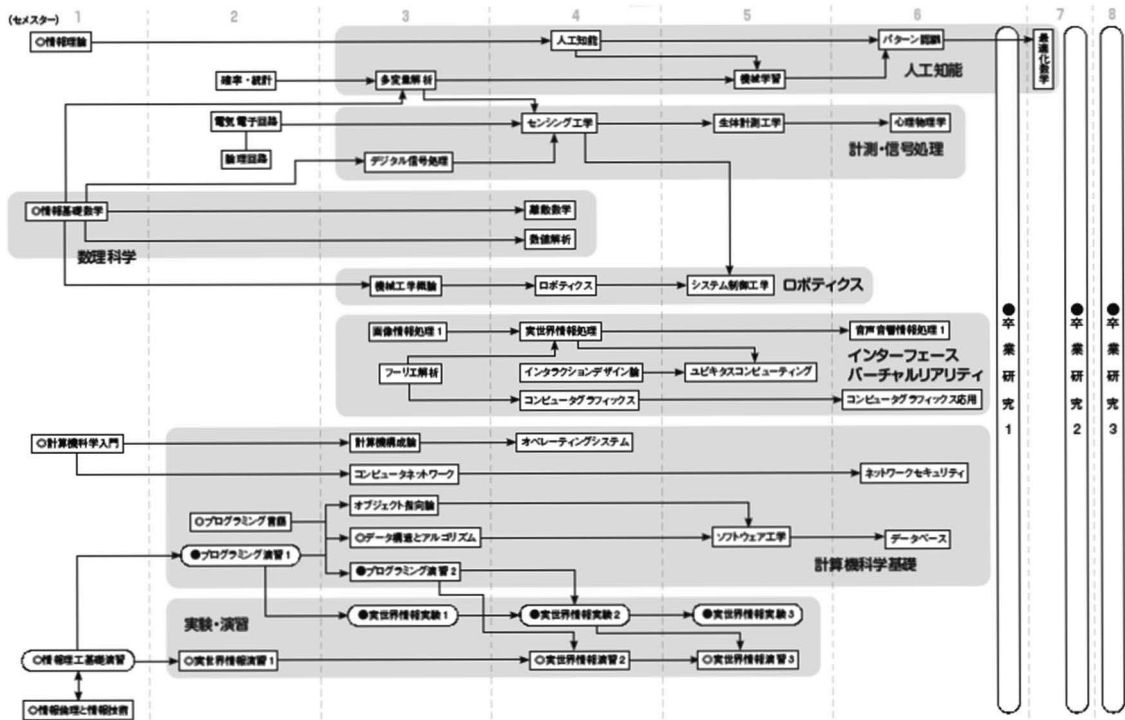 (セメスター) 1 2 3 4 5 6 7 8
○情報理論
人工知能
パターン認識
最適化数学
人工知能
確率・統計
多変量解析
機械学習
電気電子回路
センシング工学
生体計測工学
心理物理学
計測・信号処理
論理回路
デジタル信号処理
○情報基礎数学
離散数学
数値解析
数理科学
機械工学概論
ロボティクス
システム制御工学
ロボティクス
画像情報処理1
実世界情報処理
音声音響情報処理1
インターフェース
バーチャルリアリティ
フーリエ解析
インタラクションデザイン論
ユビキタスコンピューティング
コンピュータグラフィックス
コンピュータグラフィックス応用
○計算機科学入門
計算機構成論
オペレーティングシステム
コンピュータネットワーク
ネットワークセキュリティ
オブジェクト指向論
○プログラミング言語
○データ構造とアルゴリズム
ソフトウェア工学
データベース
●プログラミング演習1
●プログラミング演習2
計算機科学基礎
実験・演習
●実世界情報実験1
●実世界情報実験2
●実世界情報実験3
○情報理工基礎演習
○実世界情報演習1
○実世界情報演習2
○実世界情報演習3
○情報倫理と情報技術
●卒業研究1
●卒業研究2
●卒業研究3